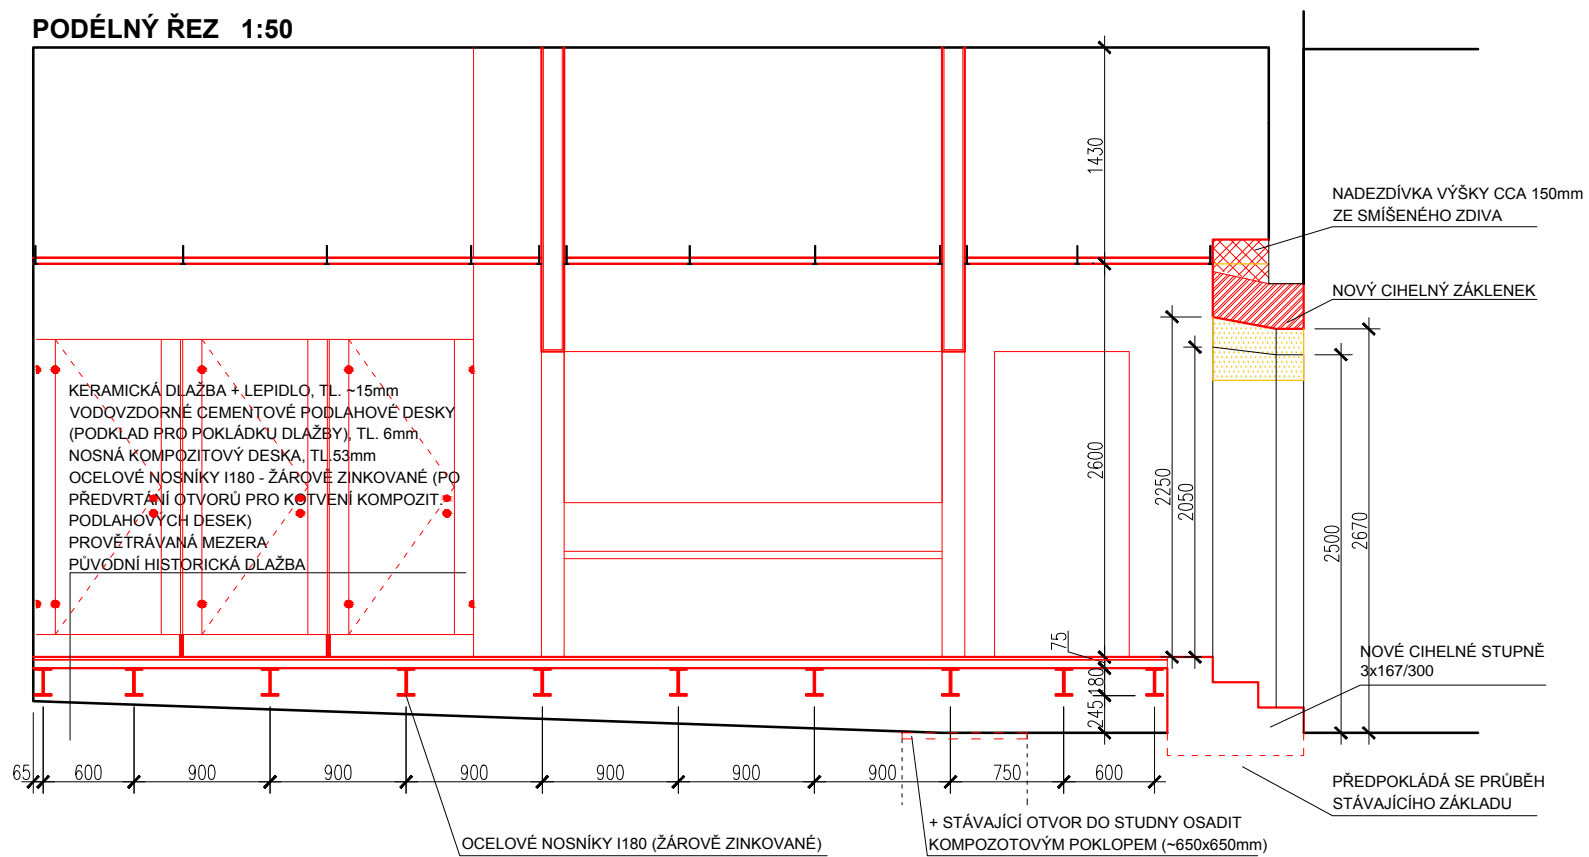 PODÉLNÝ ŘEZ 1:50
1430
NADEZDÍVKA VÝŠKY CCA 150mm
ZE SMÍŠENÉHO ZDIVA
NOVÝ CIHELNÝ ZÁKLENEK
KERAMICKÁ DLAŽBA + LEPIDLO, TL. ~15mm
VODOVZDORNÉ CEMENTOVÉ PODLAHOVÉ DESKY
(PODKLAD PRO POKLÁDKU DLAŽBY), TL. 6mm
NOSNÁ KOMPOZITOVÝ DESKA, TL.53mm
OCELOVÉ NOSNÍKY I180 - ŽÁROVĚ ZINKOVANÉ (PO
PŘEDVRTÁNÍ OTVORŮ PRO KOTVENÍ KOMPOZIT.
PODLAHOVÝCH DESEK)
PROVĚTRÁVANÁ MEZERA
PŮVODNÍ HISTORICKÁ DLAŽBA
2600
2250
2050
2500
2670
75
180
245
NOVÉ CIHELNÉ STUPNĚ
3x167/300
65 600 900 900 900 900 900 900 750 600
PŘEDPOKLÁDÁ SE PRŮBĚH
STÁVAJÍCÍHO ZÁKLADU
OCELOVÉ NOSNÍKY I180 (ŽÁROVĚ ZINKOVANÉ)
+ STÁVAJÍCÍ OTVOR DO STUDNY OSADIT
KOMPOZOTOVÝM POKLOPEM (~650x650mm)